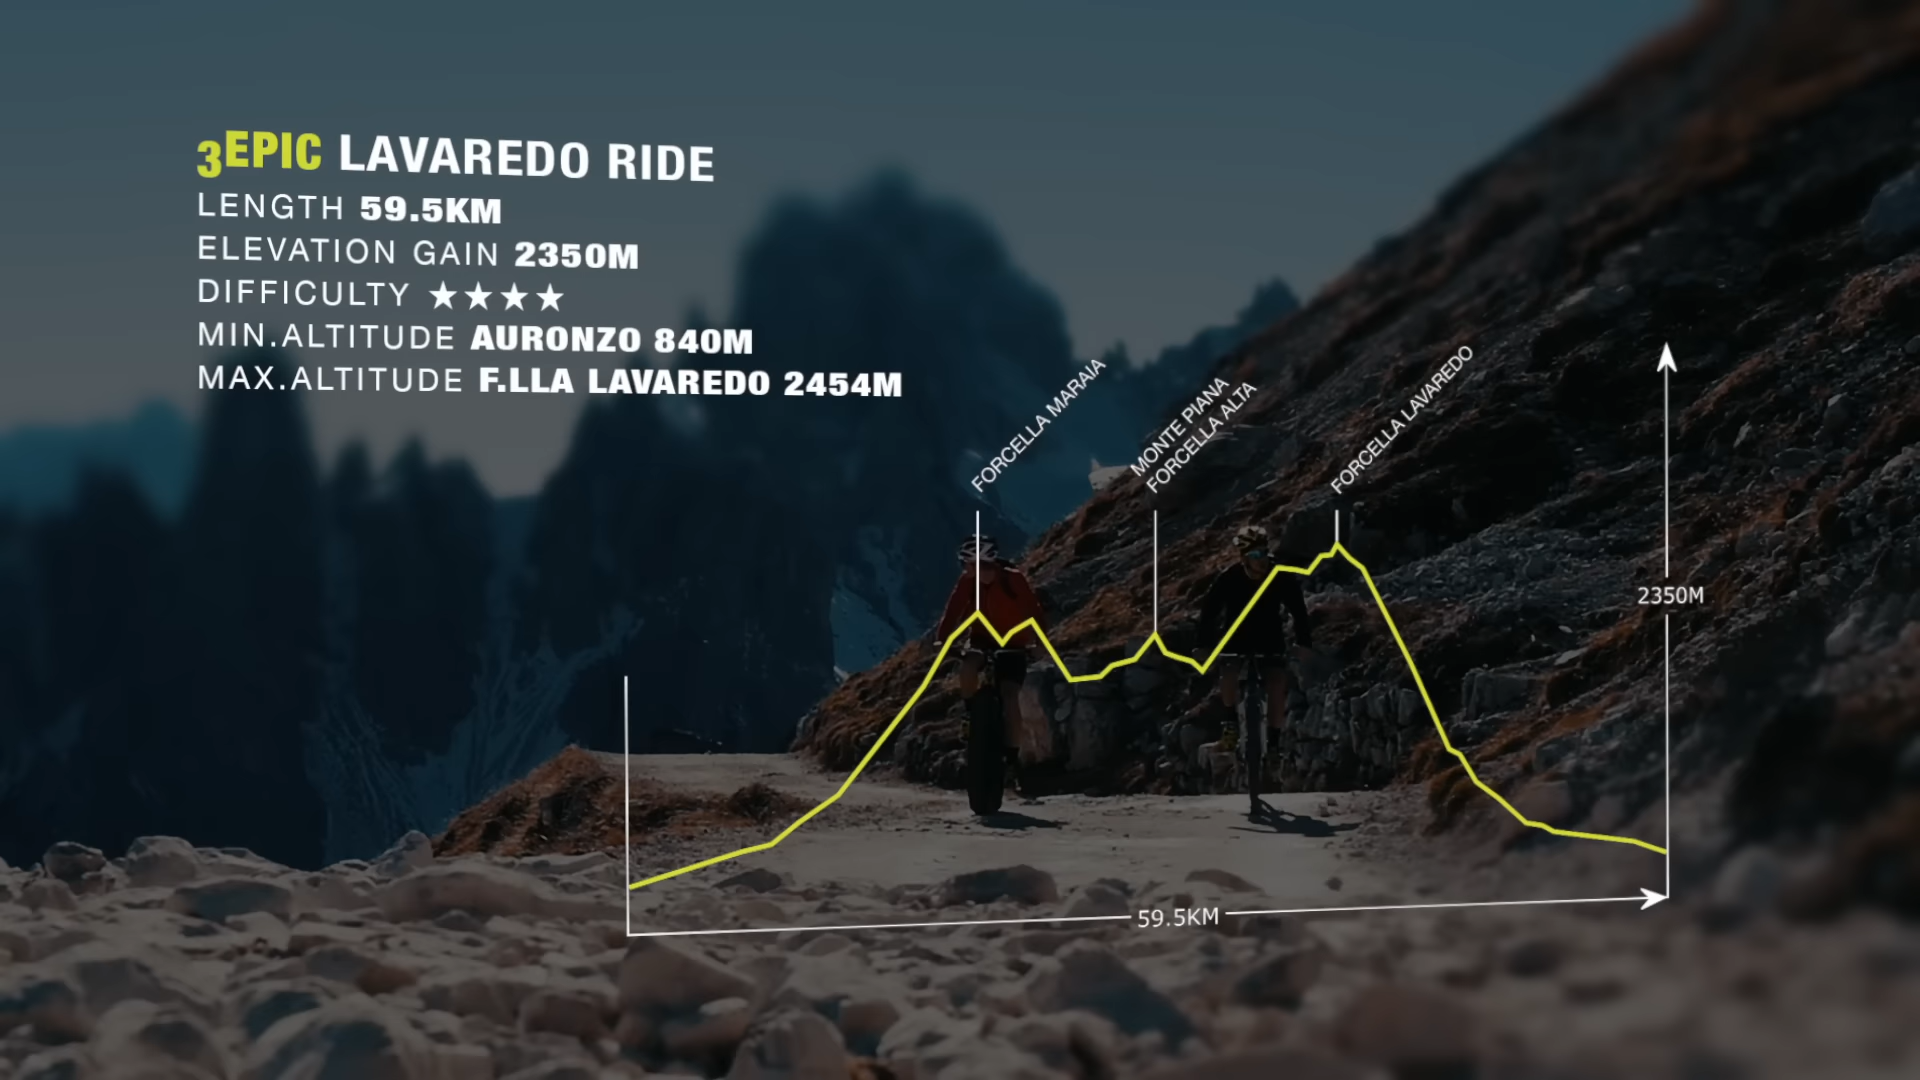 3EPIC LAVAREDO RIDE
LENGTH 59.5KM
ELEVATION GAIN 2350M
DIFFICULTY ★★★★
MIN.ALTITUDE AURONZO 840M
MAX.ALTITUDE F.LLA LAVAREDO 2454M
FORCELLA MARAIA
MONTE PIANA
FORCELLA ALTA
FORCELLA LAVAREDO
2350M
59.5KM